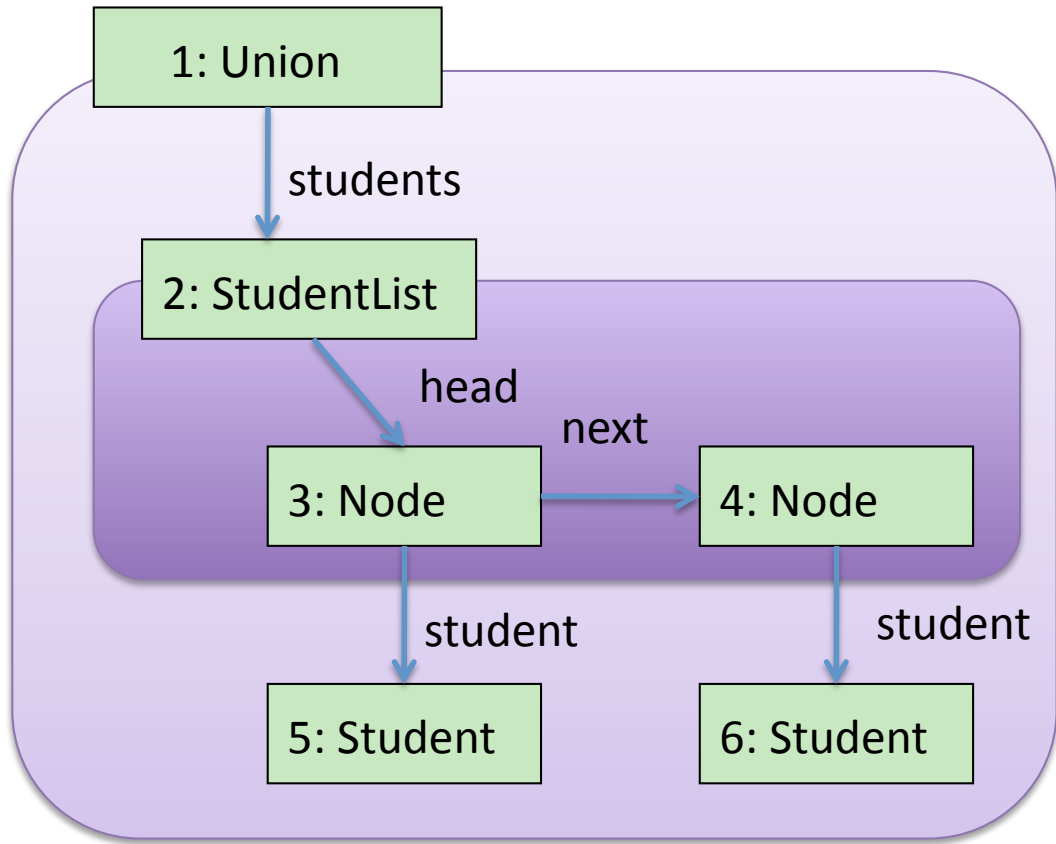 1: Union
students
2: StudentList
head
next
3: Node
4: Node
student
student
5: Student
6: Student